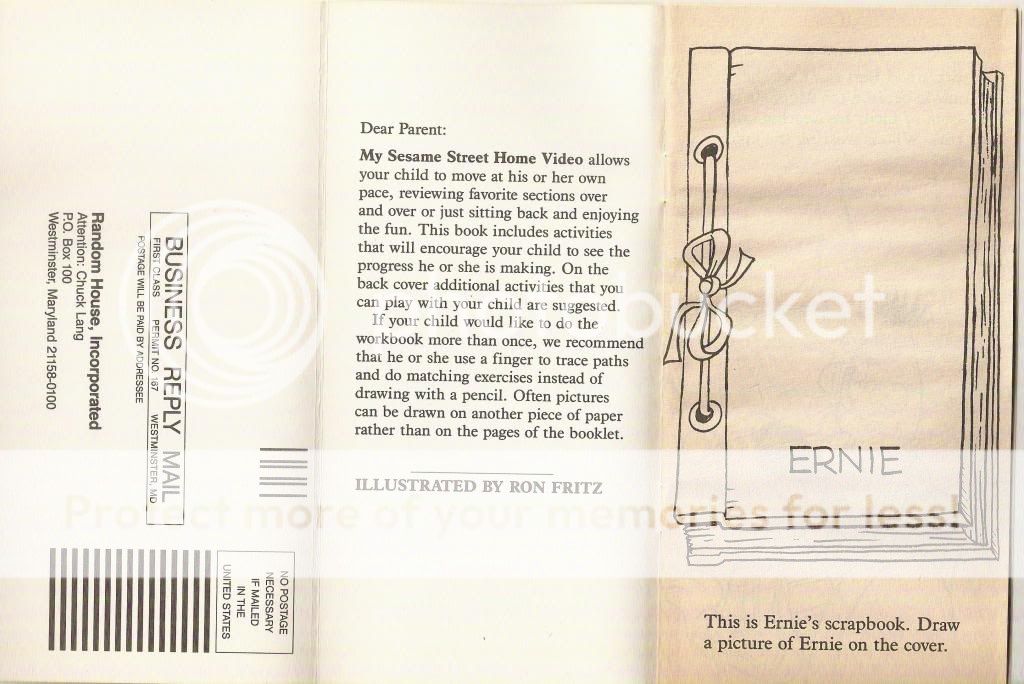 Random House, Incorporated
Attention: Chuck Lang
P.O. Box 100
Westminster, Maryland 21158-0100
BUSINESS REPLY MAIL
FIRST CLASS PERMIT NO. 167 WESTMINSTER, MD
POSTAGE WILL BE PAID BY ADDRESSEE
NO POSTAGE
NECESSARY
IF MAILED
IN THE
UNITED STATES
Dear Parent:
My Sesame Street Home Video allows
your child to move at his or her own
pace, reviewing favorite sections over
and over or just sitting back and enjoying
the fun. This book includes activities
that will encourage your child to see the
progress he or she is making. On the
back cover additional activities that you
can play with your child are suggested.
If your child would like to do the
workbook more than once, we recommend
that he or she use a finger to trace paths
and do matching exercises instead of
drawing with a pencil. Often pictures
can be drawn on another piece of paper
rather than on the pages of the booklet.
ILLUSTRATED BY RON FRITZ
ERNIE
This is Ernie's scrapbook. Draw
a picture of Ernie on the cover.
photobucket
Protect more of your memories for less!